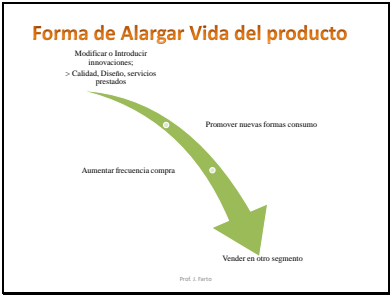 Forma de Alargar Vida del producto
Modificar o Introducir
innovaciones;
> Calidad, Diseño, servicios
prestados
Promover nuevas formas consumo
Aumentar frecuencia compra
Vender en otro segmento
Prof. J. Farto